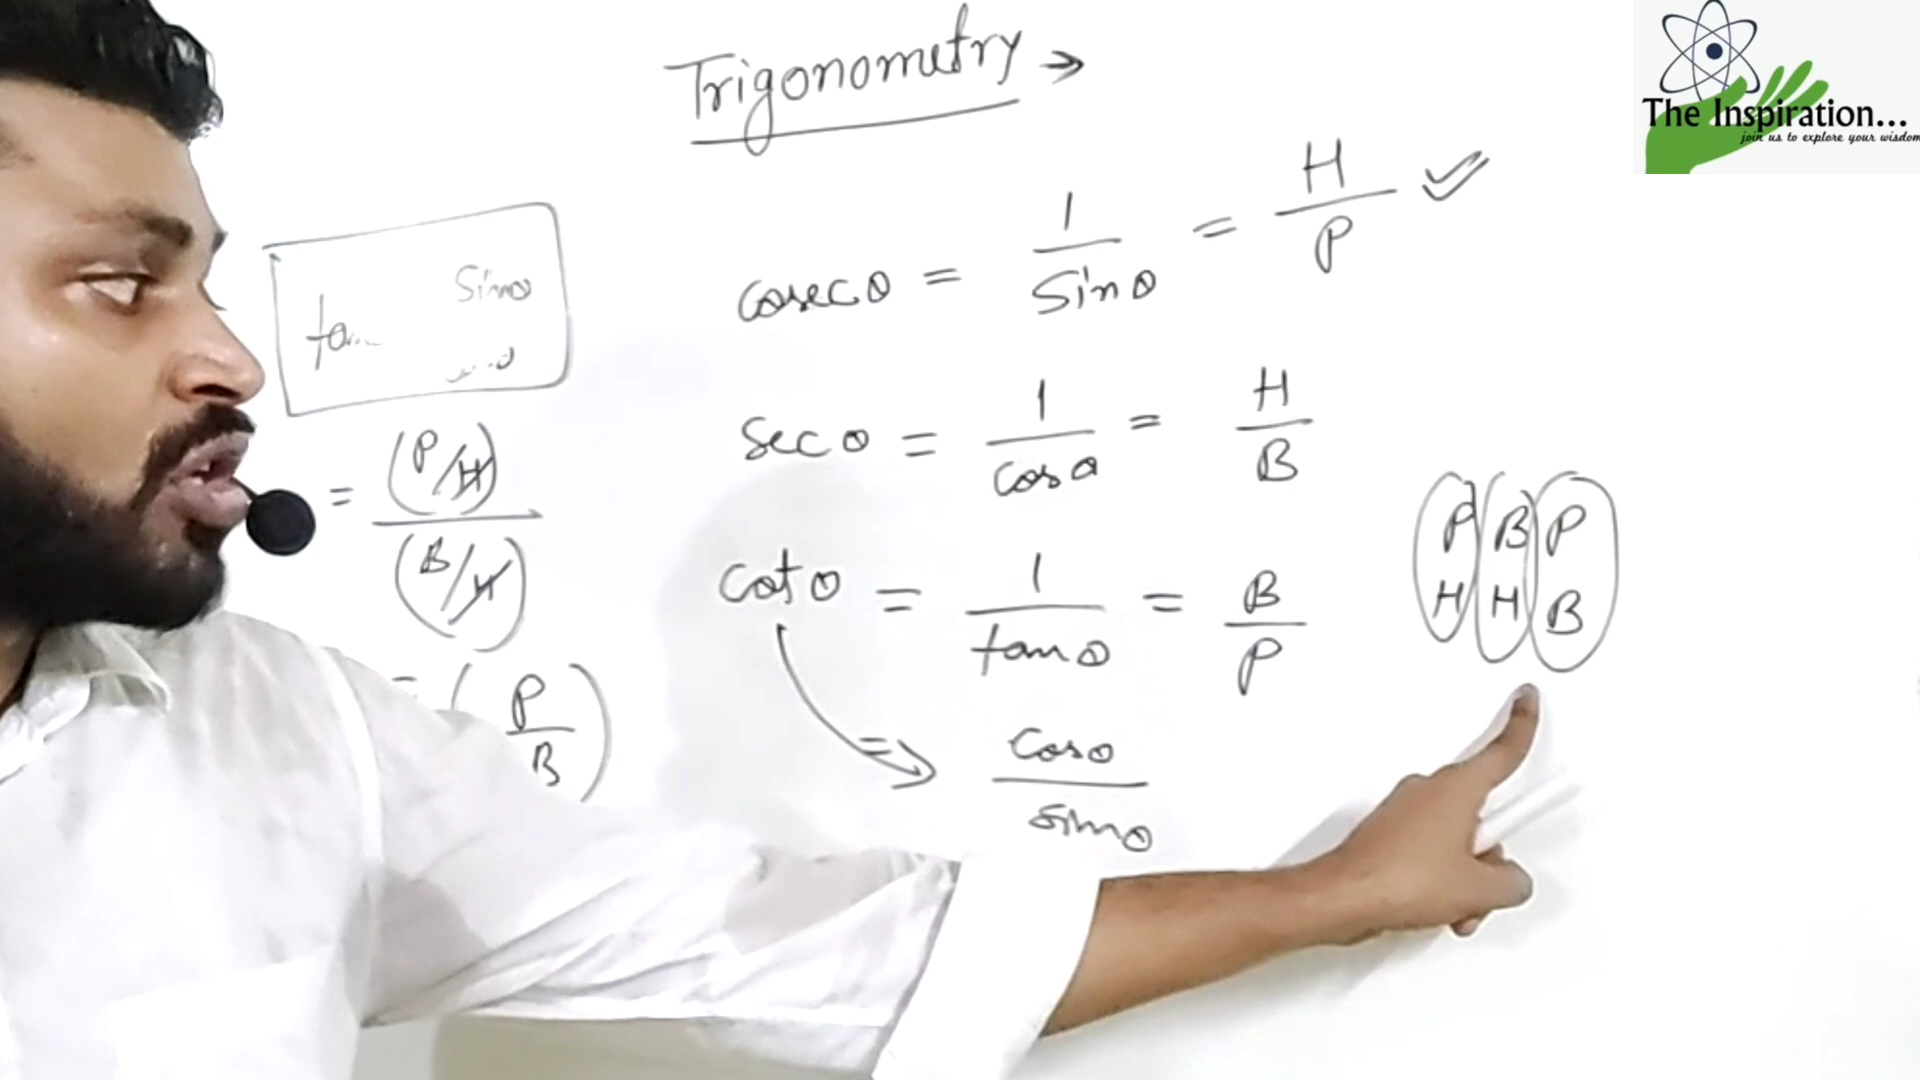 Trigonometry →
The Inspiration...
join us to explore your wisdom
cosec θ = 1/Sin θ = H/P ✓
Sec θ = 1/cos θ = H/B
cot θ = 1/tan θ = B/P
⇒ Cos θ/Sin θ
Sin θ
tan
= (P/H)/(B/H)
= (P/B)
P B P
H H B